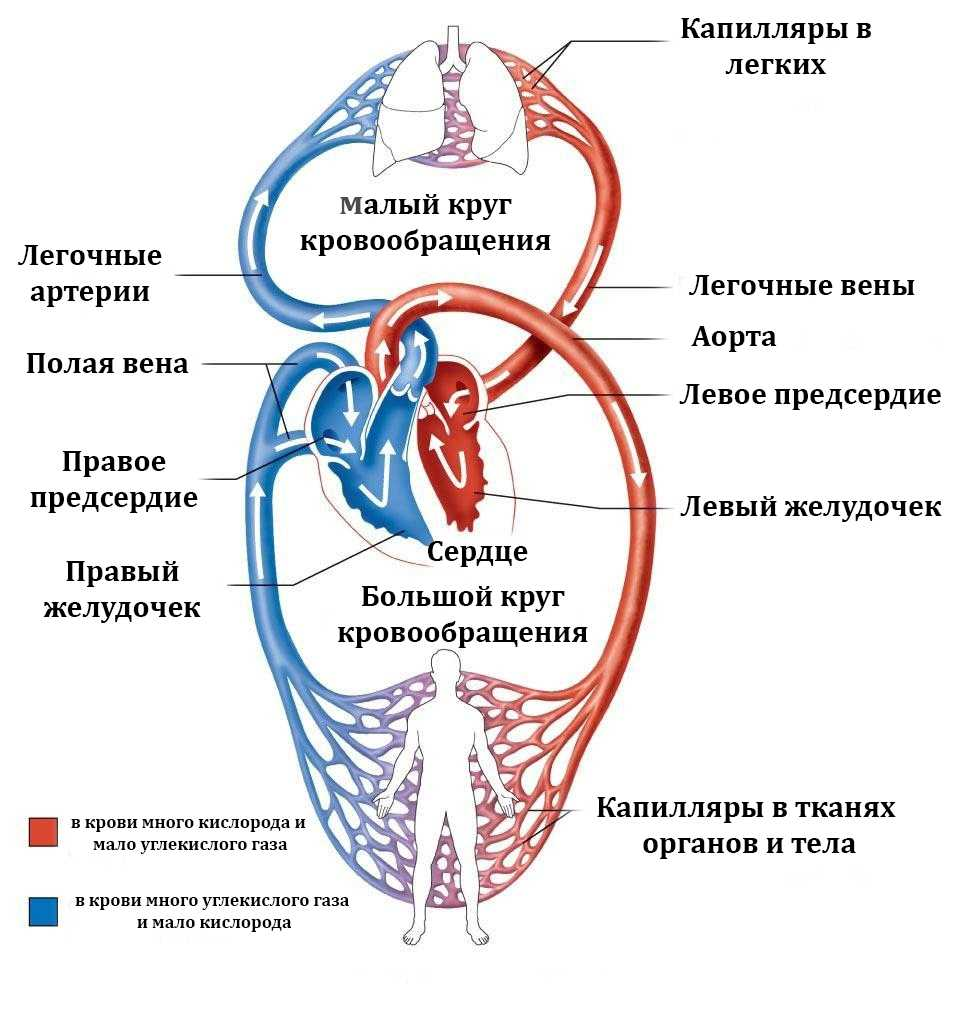 Капилляры в
легких
Малый круг
кровообращения
Легочные
артерии
Легочные вены
Аорта
Полая вена
Левое предсердие
Правое
предсердие
Левый желудочек
Сердце
Правый
желудочек
Большой круг
кровообращения
Капилляры в тканях
органов и тела
в крови много кислорода и
мало углекислого газа
в крови много углекислого газа
и мало кислорода